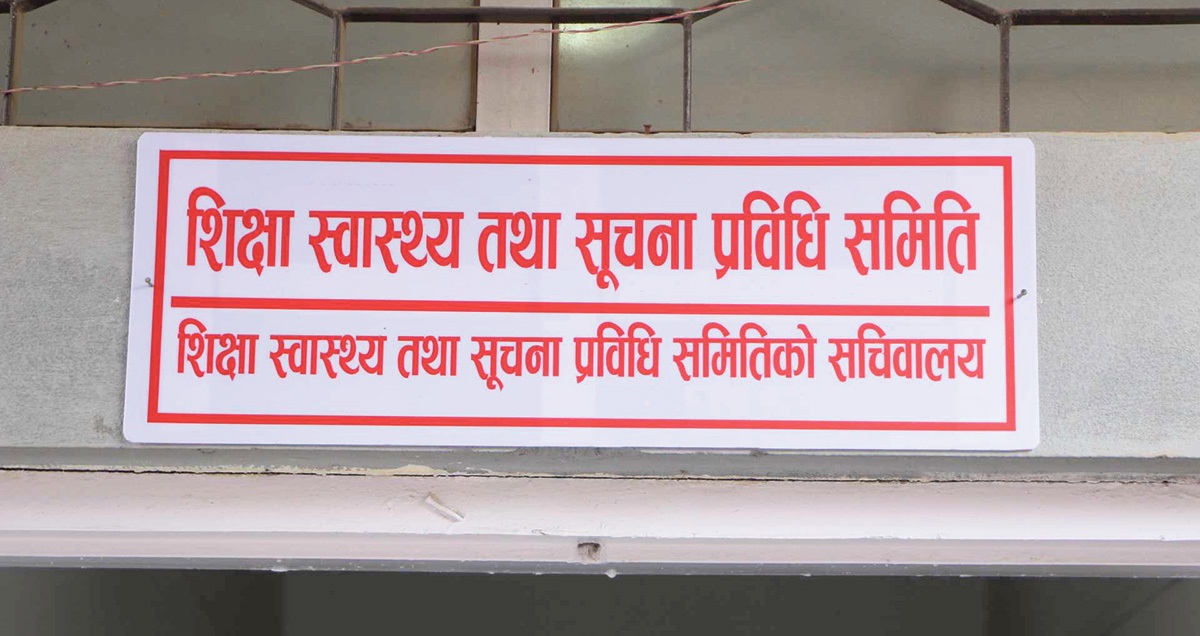 शिक्षा स्वास्थ्य तथा सूचना प्रविधि समिति
शिक्षा स्वास्थ्य तथा सूचना प्रविधि समितिको सचिवालय